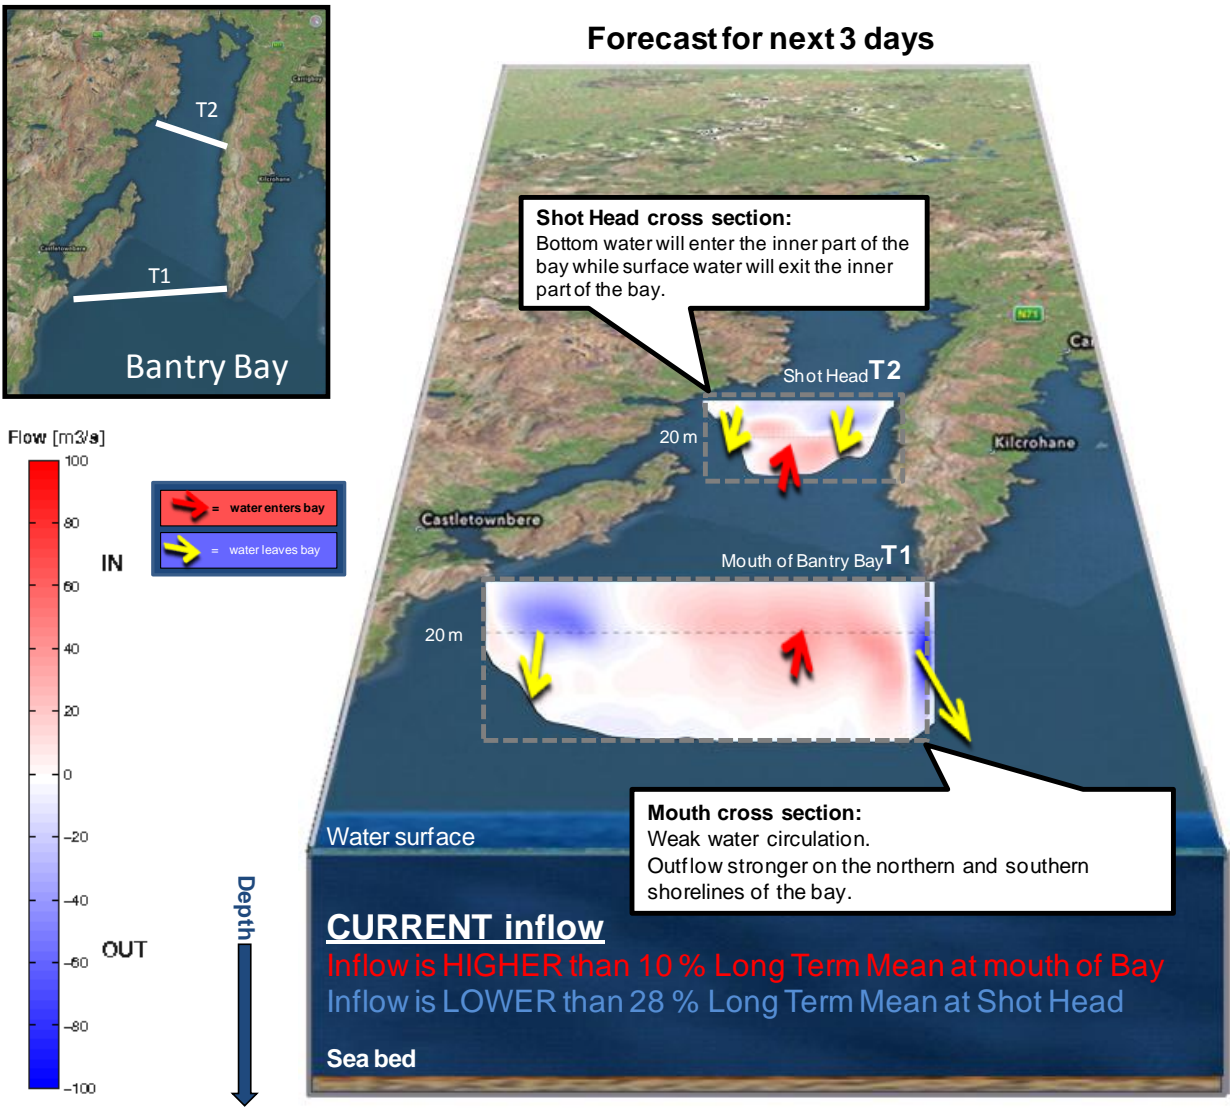 Forecast for next 3 days
T2
Kilcrohane
Castletownbere
T1
Bantry Bay
Shot Head cross section:
Bottom water will enter the inner part of the
bay while surface water will exit the inner
part of the bay.
N71
Shot Head T2
20 m
Kilcrohane
Castletownbere
Mouth of Bantry Bay T1
20 m
Flow [m3/s]
100
80
60
40
20
0
-20
-40
-60
-80
-100
IN
OUT
= water enters bay
= water leaves bay
Mouth cross section:
Weak water circulation.
Outflow stronger on the northern and southern
shorelines of the bay.
Water surface
Depth
CURRENT inflow
Inflow is HIGHER than 10 % Long Term Mean at mouth of Bay
Inflow is LOWER than 28 % Long Term Mean at Shot Head
Sea bed